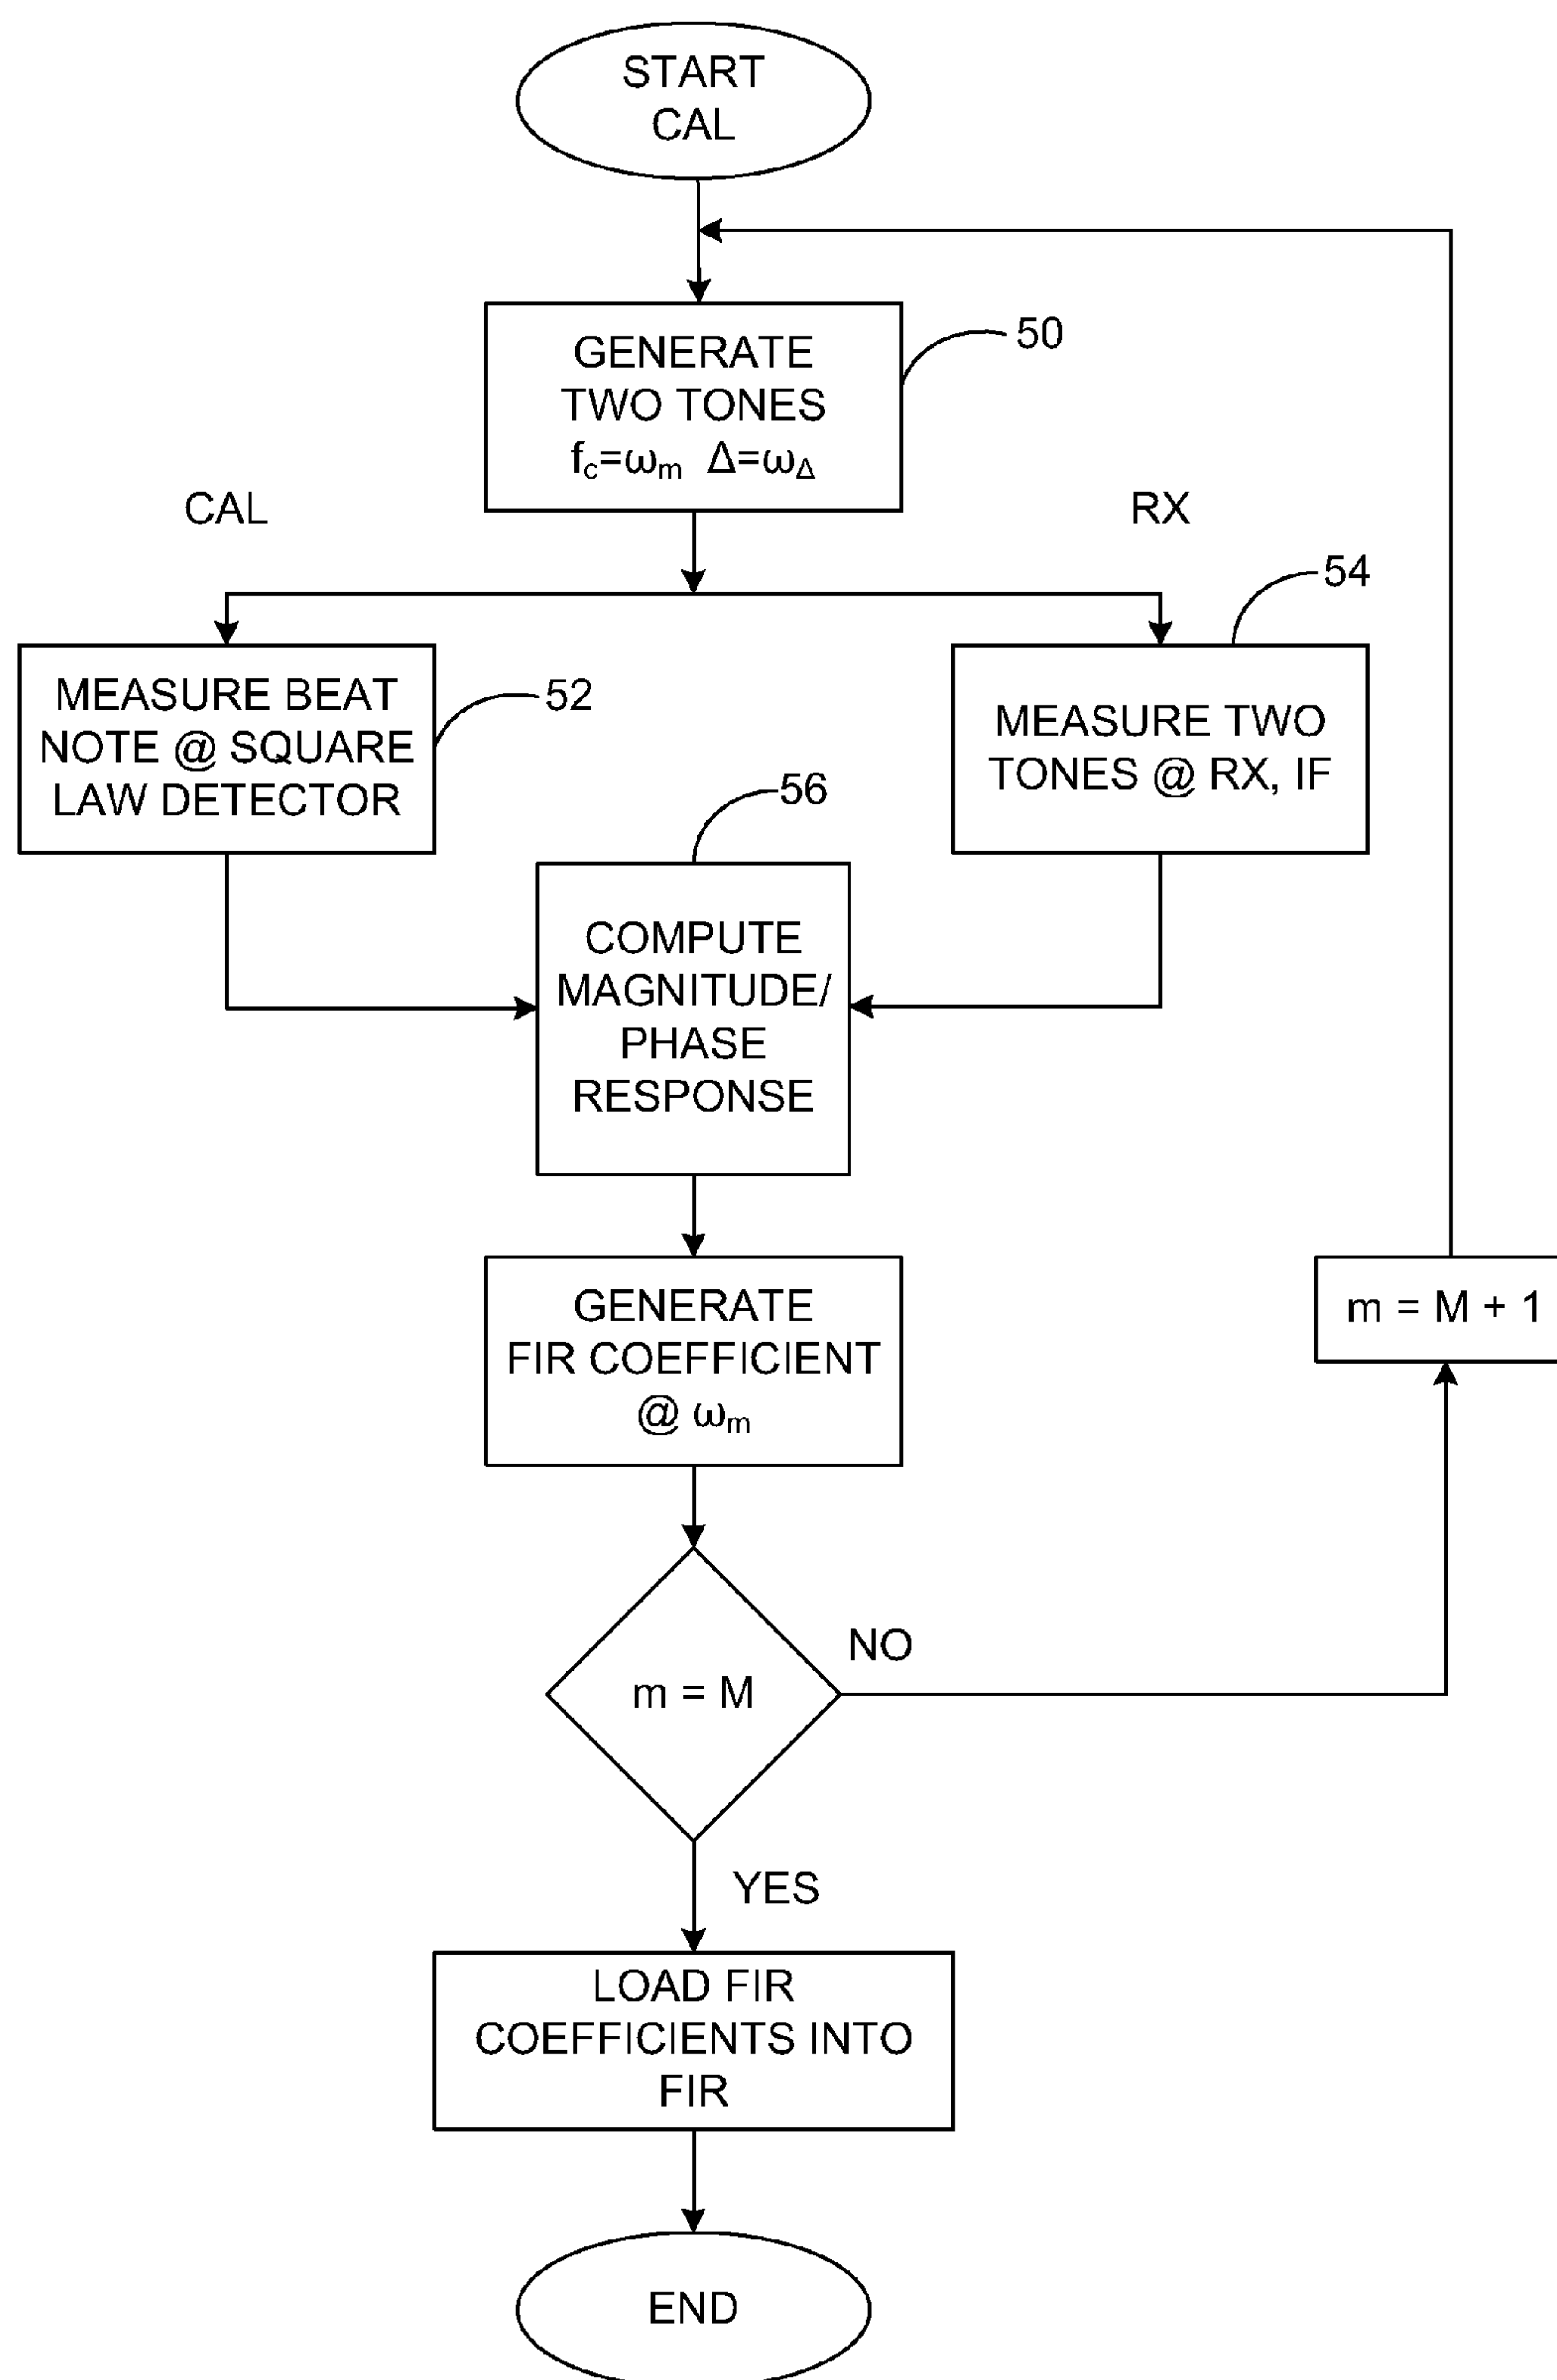 START
CAL
GENERATE
TWO TONES
fc=ωm Δ=ωΔ
50
CAL
RX
54
MEASURE BEAT
NOTE @ SQUARE
LAW DETECTOR
52
MEASURE TWO
TONES @ RX, IF
56
COMPUTE
MAGNITUDE/
PHASE
RESPONSE
GENERATE
FIR COEFFICIENT
@ ωm
m = M + 1
NO
m = M
YES
LOAD FIR
COEFFICIENTS INTO
FIR
END